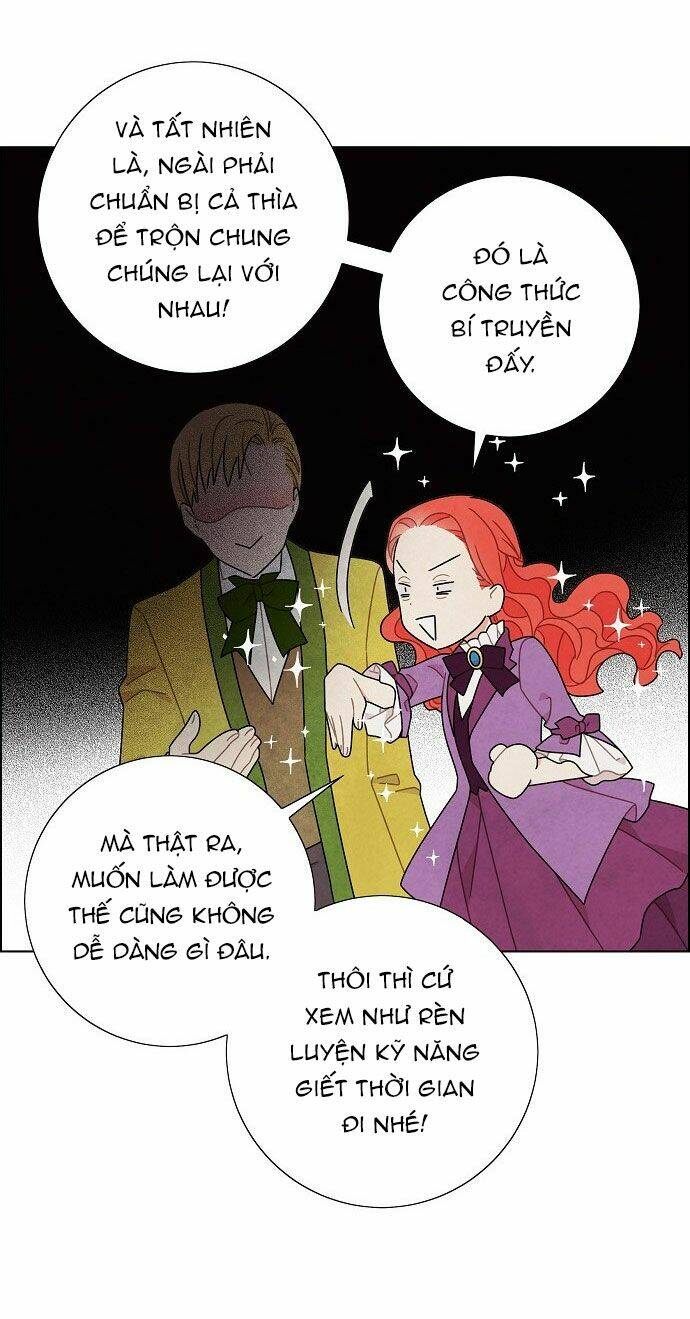 VÀ TẤT NHIÊN
LÀ, NGÀI PHẢI
CHUẨN BỊ CẢ THÌA
ĐỂ TRỘN CHUNG
CHÚNG LẠI VỚI
NHAU!
ĐÓ LÀ
CÔNG THỨC
BÍ TRUYỀN
ĐẤY.
MÀ THẬT RA,
MUỐN LÀM ĐƯỢC
THẾ CŨNG KHÔNG
DỄ DÀNG GÌ ĐÂU.
THÔI THÌ CỨ
XEM NHƯ RÈN
LUYỆN KỸ NĂNG
GIẾT THỜI GIAN
ĐI NHÉ!